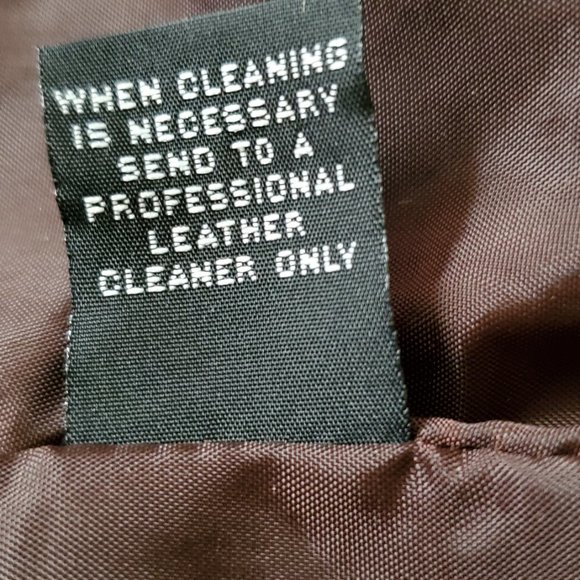 WHEN CLEANING
IS NECESSARY
SEND TO A
PROFESSIONAL
LEATHER
CLEANER ONLY